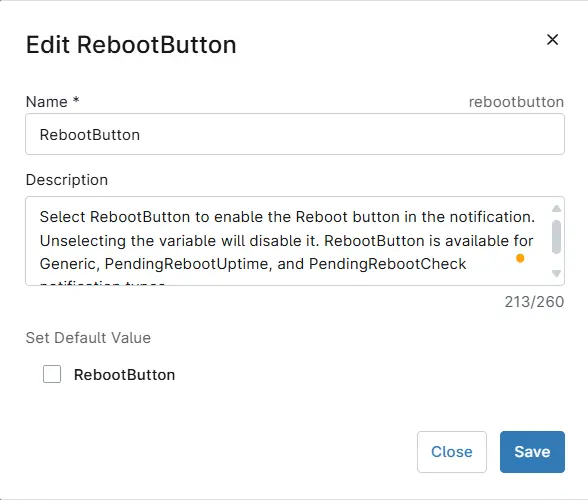 Edit RebootButton
Name *
rebootbutton
RebootButton
Description
Select RebootButton to enable the Reboot button in the notification.
Unselecting the variable will disable it. RebootButton is available for
Generic, PendingRebootUptime, and PendingRebootCheck
notification types
213/260
Set Default Value
RebootButton
Close
Save